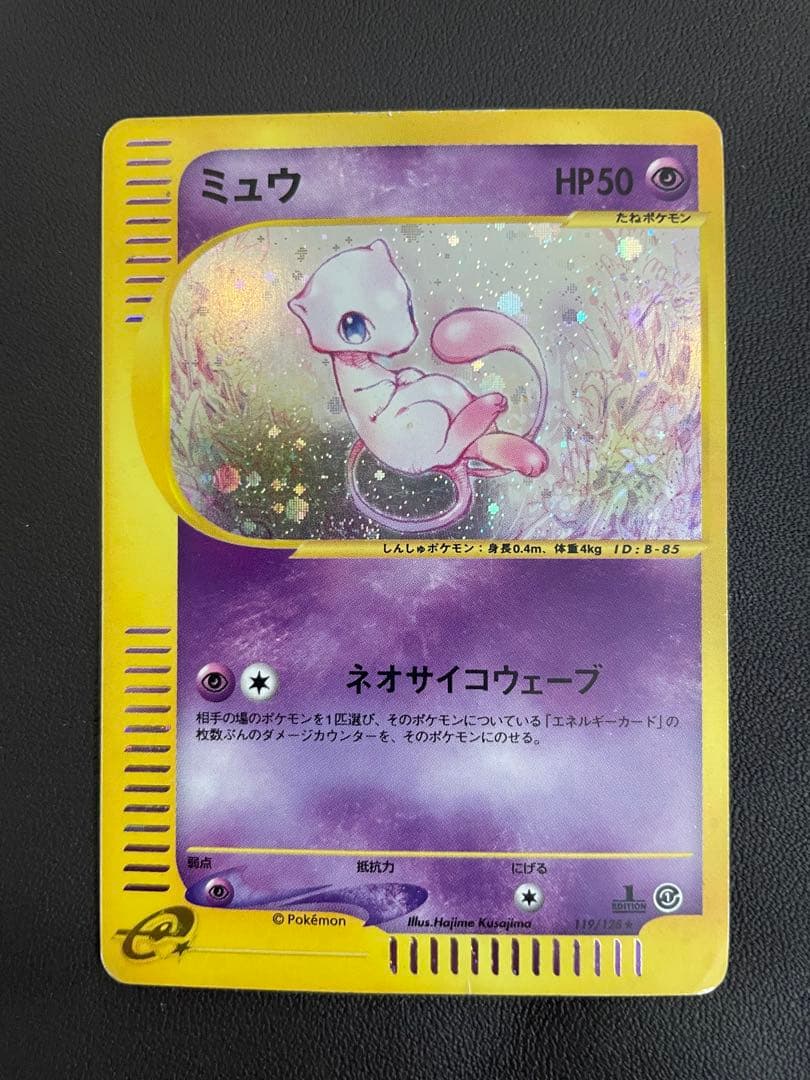 ミュウ HP50
たねポケモン
しんしゅポケモン：身長0.4m、体重4kg ID:B-85
ネオサイコウェーブ
相手の場のポケモンを1匹選び、そのポケモンについている「エネルギーカード」の
枚数ぶんのダメージカウンターを、そのポケモンにのせる。
弱点 抵抗力 にげる
1
EDITION
© Pokémon Illus.Hajime Kusajima 119/128★
e